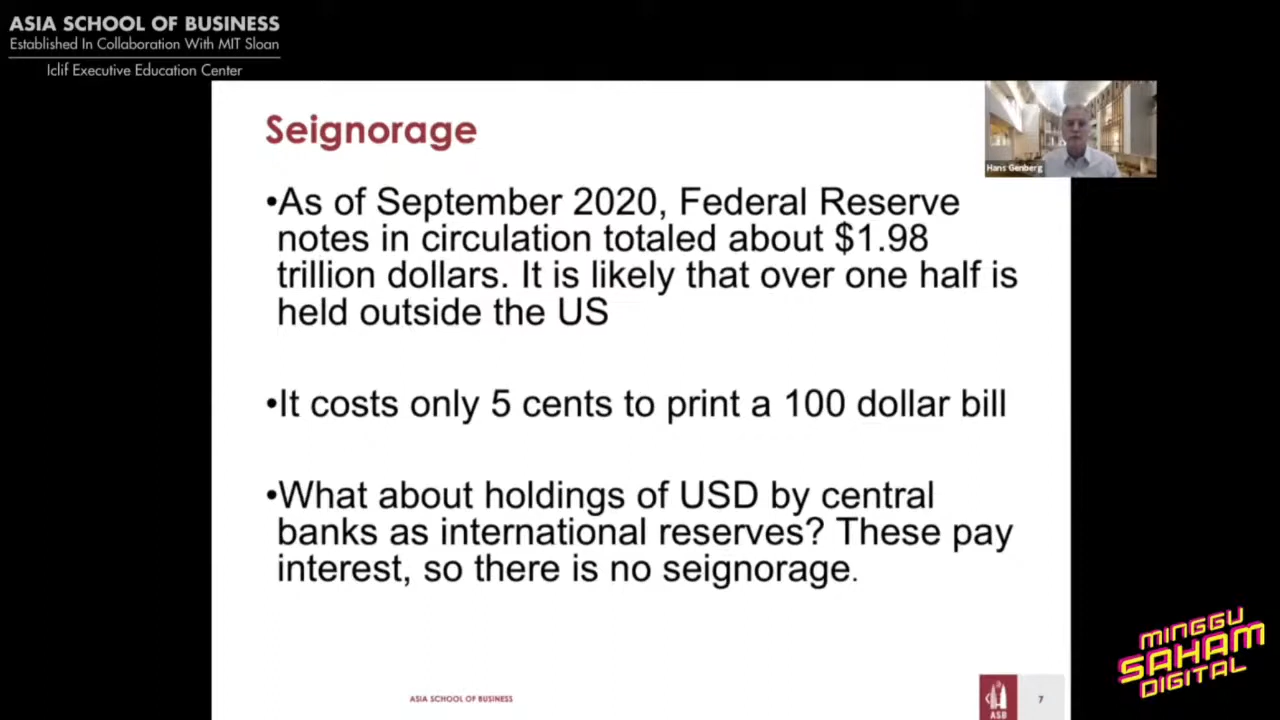 ASIA SCHOOL OF BUSINESS
Established In Collaboration With MIT Sloan
Iclif Executive Education Center
Hans Genberg
Seignorage
•As of September 2020, Federal Reserve
notes in circulation totaled about $1.98
trillion dollars. It is likely that over one half is
held outside the US
•It costs only 5 cents to print a 100 dollar bill
•What about holdings of USD by central
banks as international reserves? These pay
interest, so there is no seignorage.
ASIA SCHOOL OF BUSINESS
ASB
7
MINGGU
SAHAM
DIGITAL